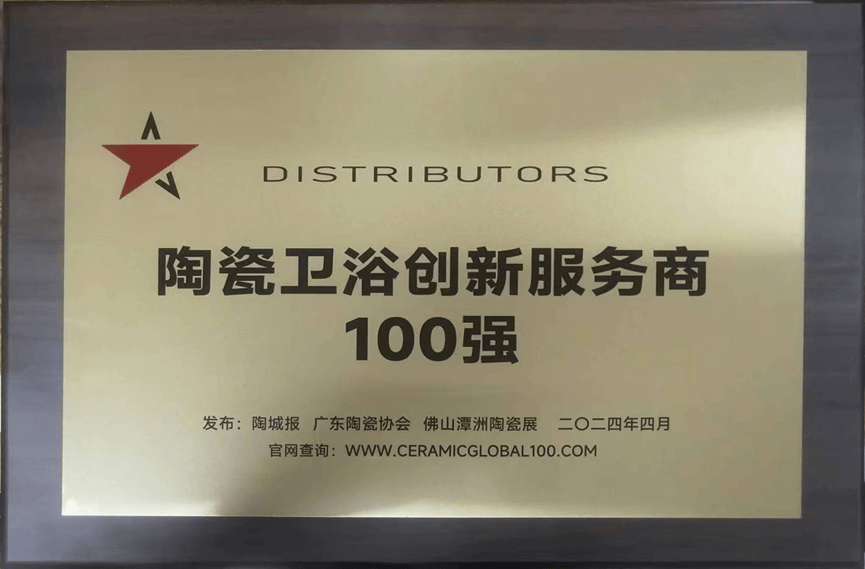 DISTRIBUTORS
陶瓷卫浴创新服务商
100强
发布：陶城报 广东陶瓷协会 佛山潭洲陶瓷展 二〇二四年四月
官网查询：WWW.CERAMICGLOBAL100.COM